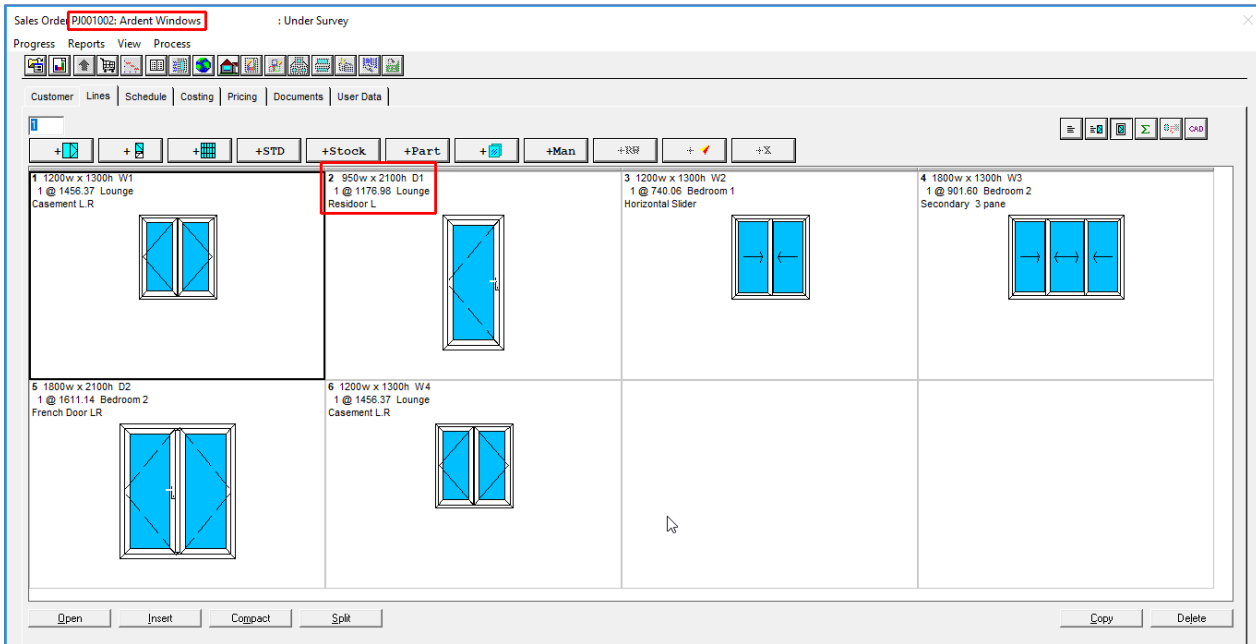 Sales Order PJ001002: Ardent Windows : Under Survey
Progress Reports View Process
Customer Lines Schedule Costing Pricing Documents User Data
1
+ + + +STD +Stock +Part + +Man +RM + +X
Σ CAD
1 1200w x 1300h W1
1 @ 1456.37 Lounge
Casement L.R
2 950w x 2100h D1
1 @ 1176.98 Lounge
Residoor L
3 1200w x 1300h W2
1 @ 740.06 Bedroom 1
Horizontal Slider
4 1800w x 1300h W3
1 @ 901.60 Bedroom 2
Secondary 3 pane
5 1800w x 2100h D2
1 @ 1611.14 Bedroom 2
French Door LR
6 1200w x 1300h W4
1 @ 1456.37 Lounge
Casement L.R
Open Insert Compact Split Copy Delete